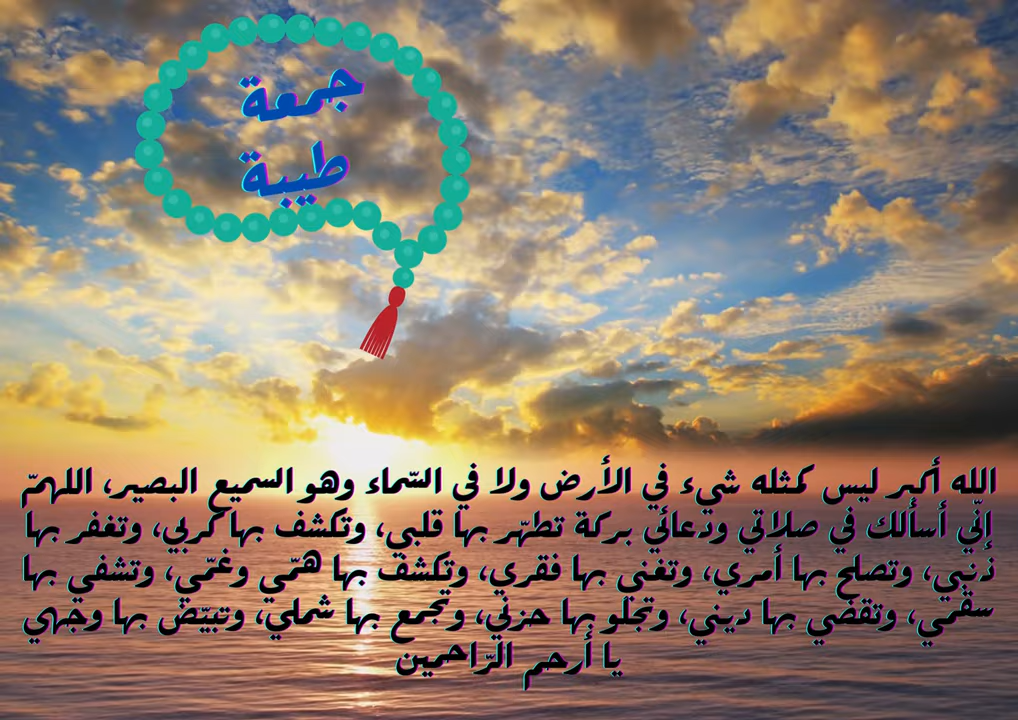 جمعة
طيبة
الله أكبر ليس كمثله شيء في الأرض ولا في السّماء وهو السميع البصير، اللهمّ
إنّي أسألك في صلاتي ودعائي بركة تطهّر بها قلبي، وتكشف بها كربي، وتغفر بها
ذنبي، وتصلح بها أمري، وتغني بها فقري، وتكشف بها همّي وغمّي، وتشفي بها
سقمي، وتقضي بها ديني، وتجلو بها حزني، وتجمع بها شملي، وتبيّض بها وجهي
يا أرحم الرّاحمين